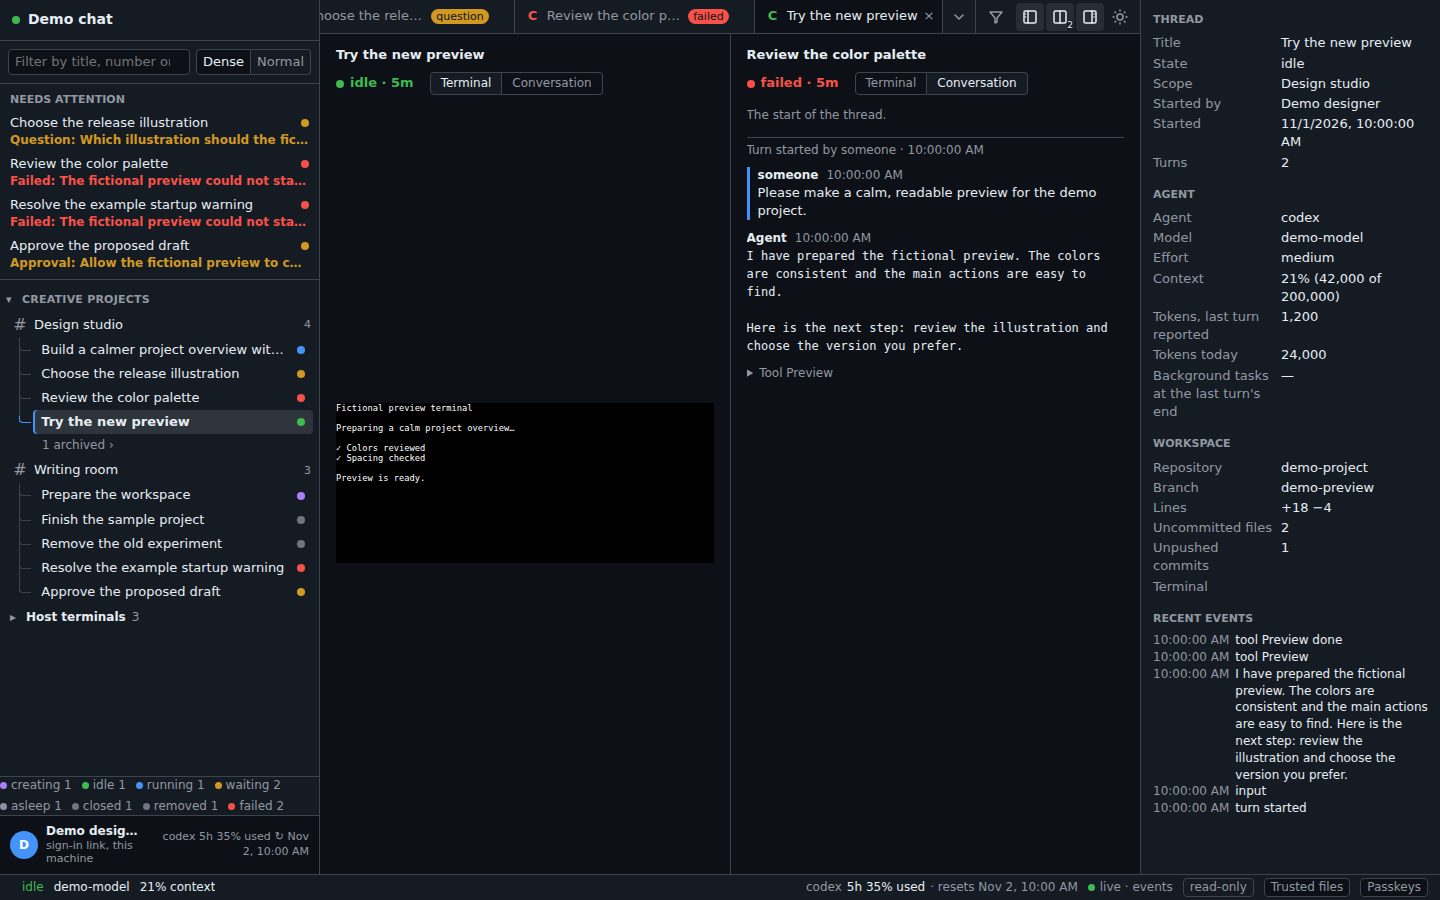 Demo chat
Dense
Normal
NEEDS ATTENTION
Choose the release illustration
Question: Which illustration should the fic…
Review the color palette
Failed: The fictional preview could not sta…
Resolve the example startup warning
Failed: The fictional preview could not sta…
Approve the proposed draft
Approval: Allow the fictional preview to c…
▾ CREATIVE PROJECTS
# Design studio 4
Build a calmer project overview wit…
Choose the release illustration
Review the color palette
Try the new preview
1 archived ›
# Writing room 3
Prepare the workspace
Finish the sample project
Remove the old experiment
Resolve the example startup warning
Approve the proposed draft
▸ Host terminals 3
creating 1 idle 1 running 1 waiting 2
asleep 1 closed 1 removed 1 failed 2
D
Demo desig…
sign-in link, this
machine
codex 5h 35% used ↻ Nov
2, 10:00 AM
Filter by title, number or
hoose the rele… question
C Review the color p… failed
C Try the new preview ×
2
Try the new preview
idle · 5m
Terminal
Conversation
Fictional preview terminal
Preparing a calm project overview…
✓ Colors reviewed
✓ Spacing checked
Preview is ready.
Review the color palette
failed · 5m
Terminal
Conversation
The start of the thread.
Turn started by someone · 10:00:00 AM
someone 10:00:00 AM
Please make a calm, readable preview for the demo
project.
Agent 10:00:00 AM
I have prepared the fictional preview. The colors
are consistent and the main actions are easy to
find.
Here is the next step: review the illustration and
choose the version you prefer.
▸ Tool Preview
THREAD
Title Try the new preview
State idle
Scope Design studio
Started by Demo designer
Started 11/1/2026, 10:00:00
AM
Turns 2
AGENT
Agent codex
Model demo-model
Effort medium
Context 21% (42,000 of
200,000)
Tokens, last turn 1,200
reported
Tokens today 24,000
Background tasks —
at the last turn's
end
WORKSPACE
Repository demo-project
Branch demo-preview
Lines +18 −4
Uncommitted files 2
Unpushed 1
commits
Terminal
RECENT EVENTS
10:00:00 AM tool Preview done
10:00:00 AM tool Preview
10:00:00 AM I have prepared the fictional
preview. The colors are
consistent and the main actions
are easy to find. Here is the
next step: review the
illustration and choose the
version you prefer.
10:00:00 AM input
10:00:00 AM turn started
idle demo-model 21% context
codex 5h 35% used · resets Nov 2, 10:00 AM live · events read-only Trusted files Passkeys